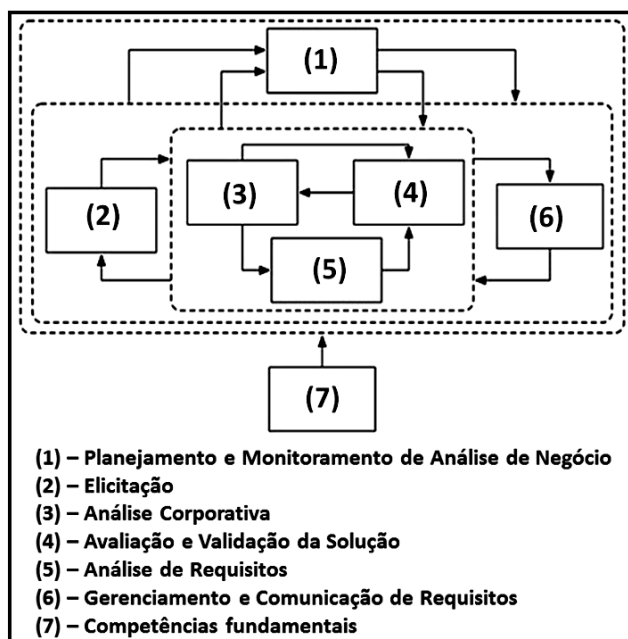 (1)
(3)
(4)
(2)
(6)
(5)
(7)
(1) – Planejamento e Monitoramento de Análise de Negócio
(2) – Elicitação
(3) – Análise Corporativa
(4) – Avaliação e Validação da Solução
(5) – Análise de Requisitos
(6) – Gerenciamento e Comunicação de Requisitos
(7) – Competências fundamentais